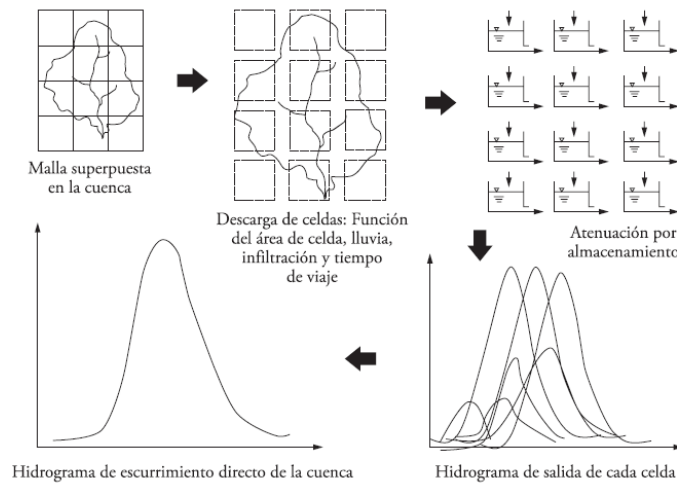 Malla superpuesta
en la cuenca
Descarga de celdas: Función
del área de celda, lluvia,
infiltración y tiempo
de viaje
Atenuación por
almacenamiento
Hidrograma de escurrimiento directo de la cuenca
Hidrograma de salida de cada celda